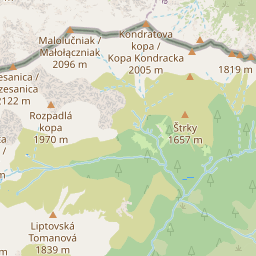 Malolučniak /
Małołączniak
2096 m
Kondratova
kopa /
Kopa Kondracka
2005 m
1819 m
esanica /
zesanica
2122 m
Rozpadlá
kopa
1970 m
Štrky
1657 m
Liptovská
Tomanová
1839 m